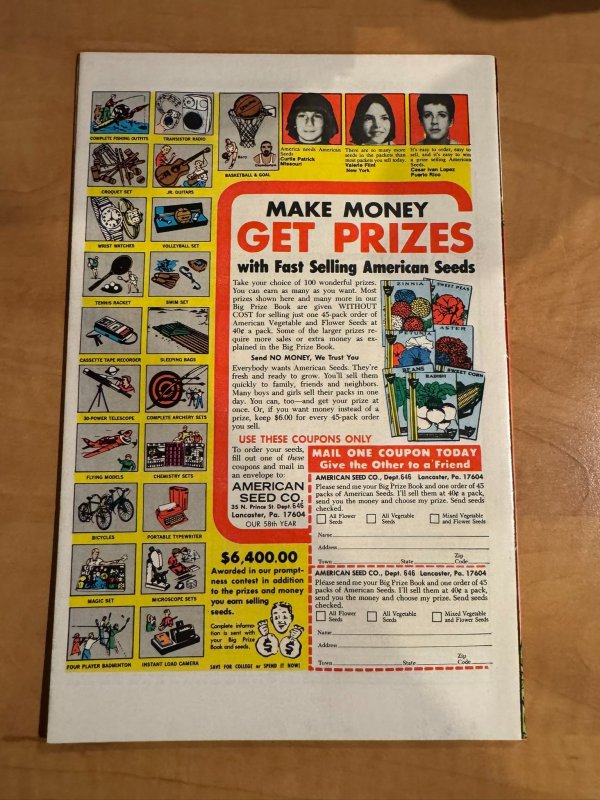 COMPLETE FISHING OUTFITS
TRANSISTOR RADIO
CROQUET SET
JR. GUITARS
WRIST WATCHES
VOLLEYBALL SET
TENNIS RACKET
SWIM SET
CASSETTE TAPE RECORDER
SLEEPING BAGS
30-POWER TELESCOPE
COMPLETE ARCHERY SETS
FLYING MODELS
CHEMISTRY SETS
BICYCLES
PORTABLE TYPEWRITER
MAGIC SET
MICROSCOPE SETS
FOUR PLAYER BADMINTON
INSTANT LOAD CAMERA
BASKETBALL & GOAL
America needs American
Seeds
Curtis Patrick
Missouri
There are so many more
seeds in the packets than
most packets you sell today.
Valerie Flint
New York
It's easy to order, easy to
sell, and it's easy to win
a prize selling American
Seeds.
Cesar Ivan Lopez
Puerto Rico
MAKE MONEY
GET PRIZES
with Fast Selling American Seeds
Take your choice of 100 wonderful prizes.
You can earn as many as you want. Most
prizes shown here and many more in our
Big Prize Book are given WITHOUT
COST for selling just one 45-pack order of
American Vegetable and Flower Seeds at
40¢ a pack. Some of the larger prizes re-
quire more sales or extra money as ex-
plained in the Big Prize Book.
Send NO MONEY, We Trust You
Everybody wants American Seeds. They're
fresh and ready to grow. You'll sell them
quickly to family, friends and neighbors.
Many boys and girls sell their packs in one
day. You can, too—and get your prize at
once. Or, if you want money instead of a
prize, keep $6.00 for every 45-pack order
you sell.
ZINNIA
SWEET PEAS
PETUNIA
ASTER
BEANS
RADISH
SWEET CORN
USE THESE COUPONS ONLY
To order your seeds,
fill out one of these
coupons and mail in
an envelope to:
AMERICAN
SEED CO.
35 N. Prince St. Dept. 646
Lancaster, Pa. 17604
OUR 58th YEAR
$6,400.00
Awarded in our prompt-
ness contest in addition
to the prizes and money
you earn selling
seeds.
Complete informa-
tion is sent with
your Big Prize
Book and seeds.
$ $
SAVE FOR COLLEGE or SPEND IT NOW!
MAIL ONE COUPON TODAY
Give the Other to a Friend
AMERICAN SEED CO., Dept. 646 Lancaster, Pa. 17604
Please send me your Big Prize Book and one order of 45
packs of American Seeds. I'll sell them at 40¢ a pack,
send you the money and choose my prize. Send seeds
checked.
All Flower Seeds
All Vegetable Seeds
Mixed Vegetable and Flower Seeds
Name
Address
Town State Zip Code
AMERICAN SEED CO., Dept. 646 Lancaster, Pa. 17604
Please send me your Big Prize Book and one order of 45
packs of American Seeds. I'll sell them at 40¢ a pack,
send you the money and choose my prize. Send seeds
checked.
All Flower Seeds
All Vegetable Seeds
Mixed Vegetable and Flower Seeds
Name
Address
Town State Zip Code